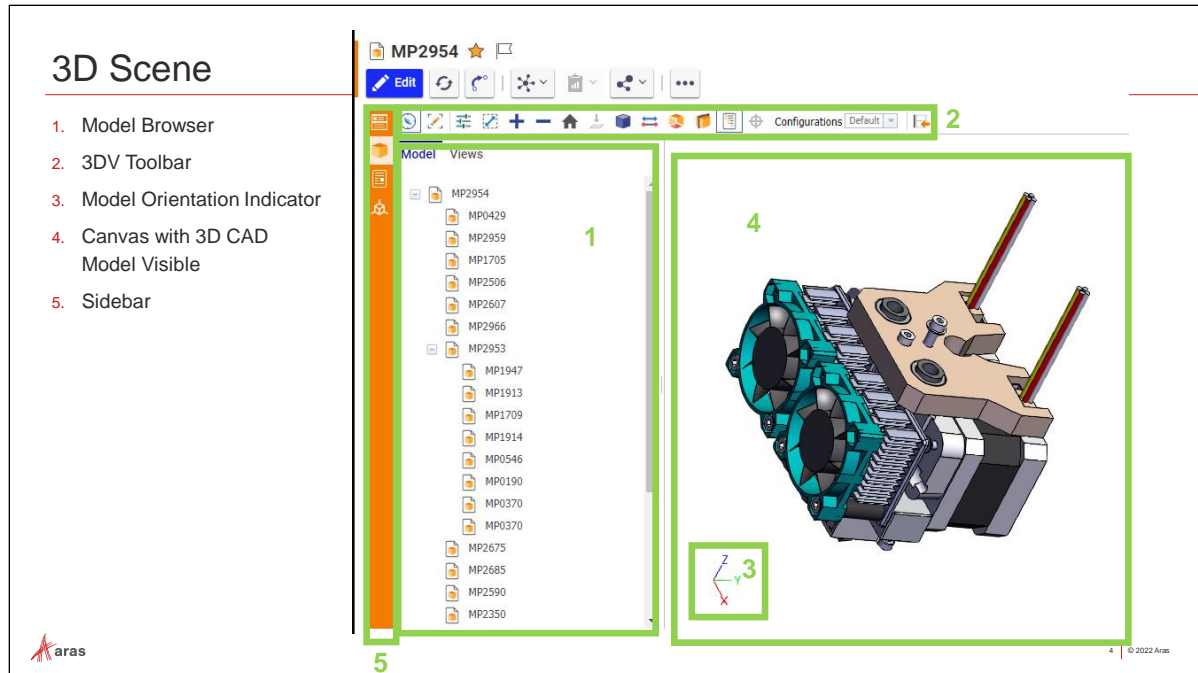 3D Scene
1. Model Browser
2. 3DV Toolbar
3. Model Orientation Indicator
4. Canvas with 3D CAD
Model Visible
5. Sidebar
MP2954
Edit
Configurations Default
2
Model Views
MP2954
MP0429
MP2959
MP1705
MP2506
MP2607
MP2966
MP2953
MP1947
MP1913
MP1709
MP1914
MP0546
MP0190
MP0370
MP0370
MP2675
MP2685
MP2590
MP2350
1
4
Z
Y
X
3
5
aras
4 © 2022 Aras